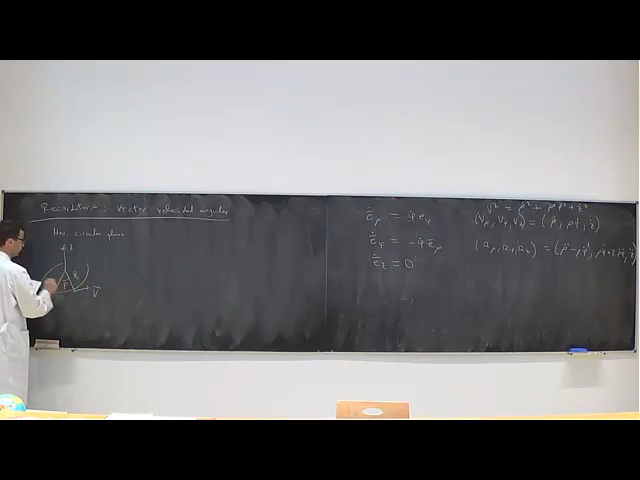 Recordatorio: vector velocidad angular
Mov. circular plano
z
R
P
v̄
ė_ρ = φ̇ e_φ
ė_φ = -φ̇ e_ρ
ė_z = 0
v² = ρ̇² + ρ²φ̇² + ż²
(v_ρ, v_φ, v_z) = (ρ̇, ρφ̇, ż)
(a_ρ, a_φ, a_z) = (ρ̈ - ρφ̇², ρφ̈ + 2ρ̇φ̇, z̈)